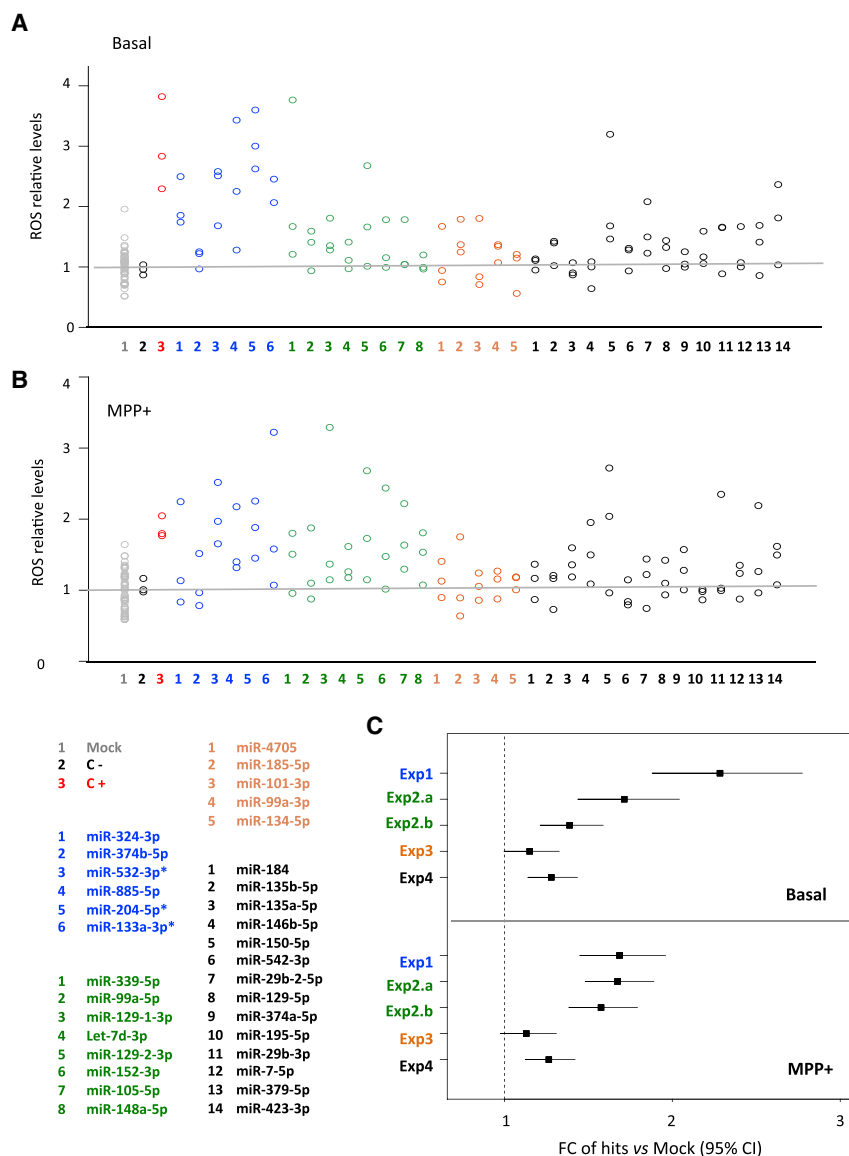 A
Basal
ROS relative levels
4
3
2
1
0
1 2 3 1 2 3 4 5 6 1 2 3 4 5 6 7 8 1 2 3 4 5 1 2 3 4 5 6 7 8 9 10 11 12 13 14
B
MPP+
ROS relative levels
4
3
2
1
0
1 2 3 1 2 3 4 5 6 1 2 3 4 5 6 7 8 1 2 3 4 5 1 2 3 4 5 6 7 8 9 10 11 12 13 14
1 Mock
2 C -
3 C +
1 miR-324-3p
2 miR-374b-5p
3 miR-532-3p*
4 miR-885-5p
5 miR-204-5p*
6 miR-133a-3p*
1 miR-339-5p
2 miR-99a-5p
3 miR-129-1-3p
4 Let-7d-3p
5 miR-129-2-3p
6 miR-152-3p
7 miR-105-5p
8 miR-148a-5p
1 miR-4705
2 miR-185-5p
3 miR-101-3p
4 miR-99a-3p
5 miR-134-5p
1 miR-184
2 miR-135b-5p
3 miR-135a-5p
4 miR-146b-5p
5 miR-150-5p
6 miR-542-3p
7 miR-29b-2-5p
8 miR-129-5p
9 miR-374a-5p
10 miR-195-5p
11 miR-29b-3p
12 miR-7-5p
13 miR-379-5p
14 miR-423-3p
C
Exp1
Exp2.a
Exp2.b
Exp3
Exp4
Basal
Exp1
Exp2.a
Exp2.b
Exp3
Exp4
MPP+
1 2 3
FC of hits vs Mock (95% CI)